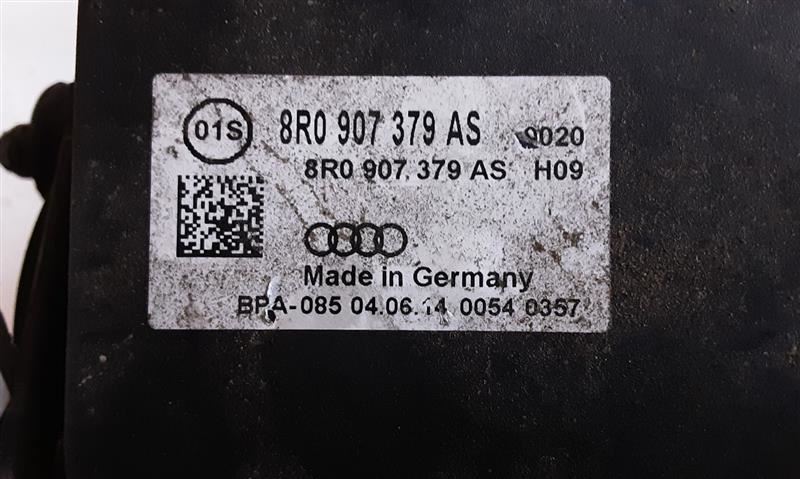 01S 8R0 907 379 AS 0020
8R0 907 379 AS H09
Made in Germany
BPA-085 04.06.14 0054 0357